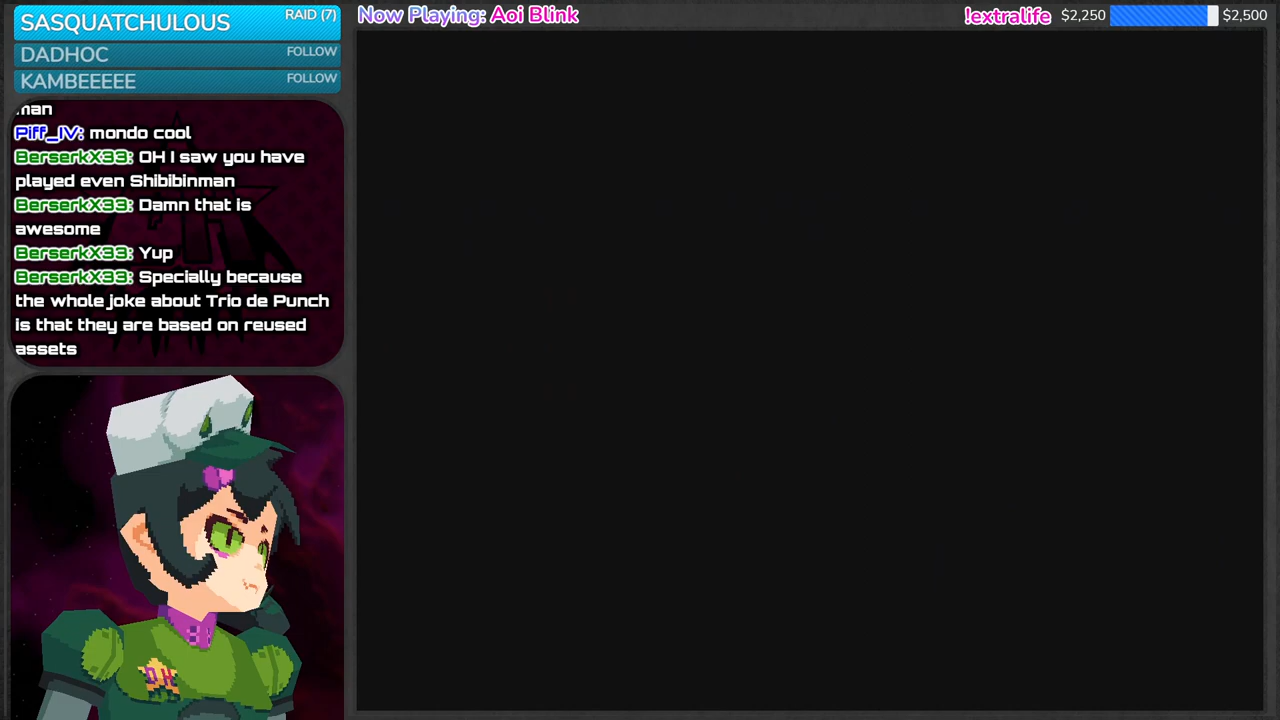 SASQUATCHULOUS RAID (7)
DADHOC FOLLOW
KAMBEEEEE FOLLOW
man
Piff_IV: mondo cool
BerserkX33: OH I saw you have
played even Shibibinman
BerserkX33: Damn that is
awesome
BerserkX33: Yup
BerserkX33: Specially because
the whole joke about Trio de Punch
is that they are based on reused
assets
Now Playing: Aoi Blink
!extralife $2,250 $2,500